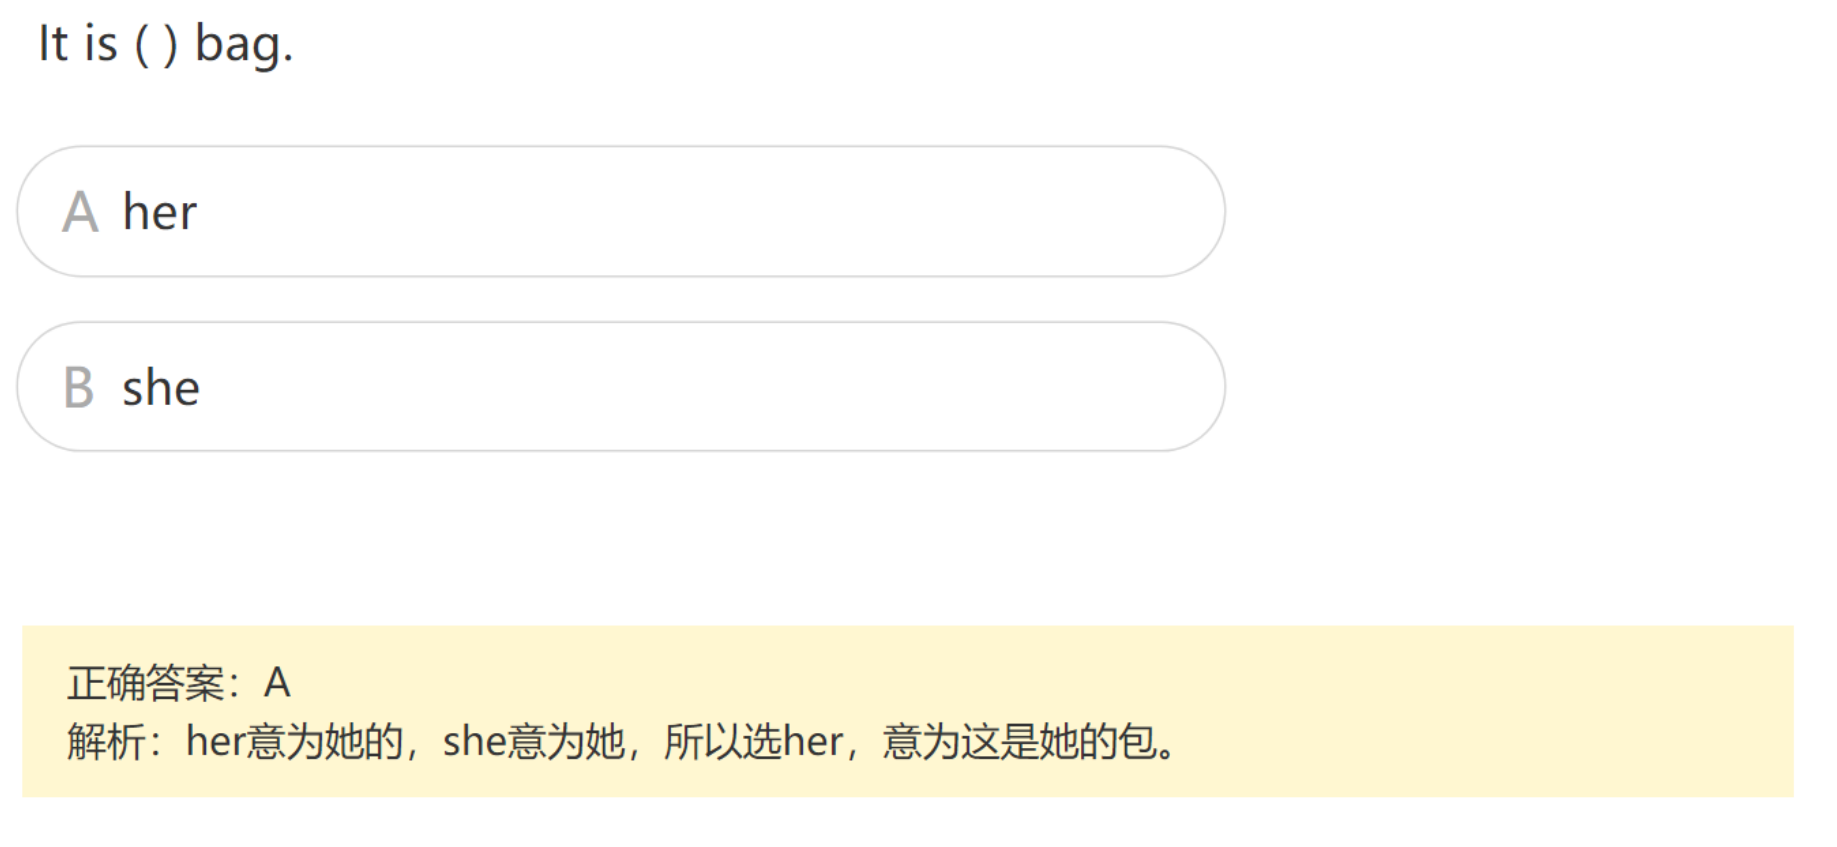 It is ( ) bag.
A her
B she
正确答案：A
解析：her意为她的，she意为她，所以选her，意为这是她的包。